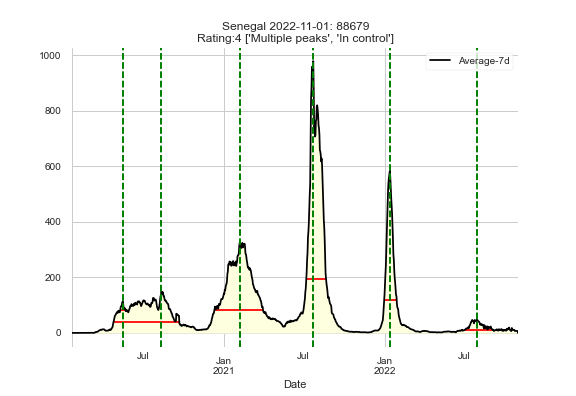 Senegal 2022-11-01: 88679
Rating:4 ['Multiple peaks', 'In control']
1000
Average-7d
800
600
400
200
0
Jul
Jan
2021
Jul
Jan
2022
Jul
Date